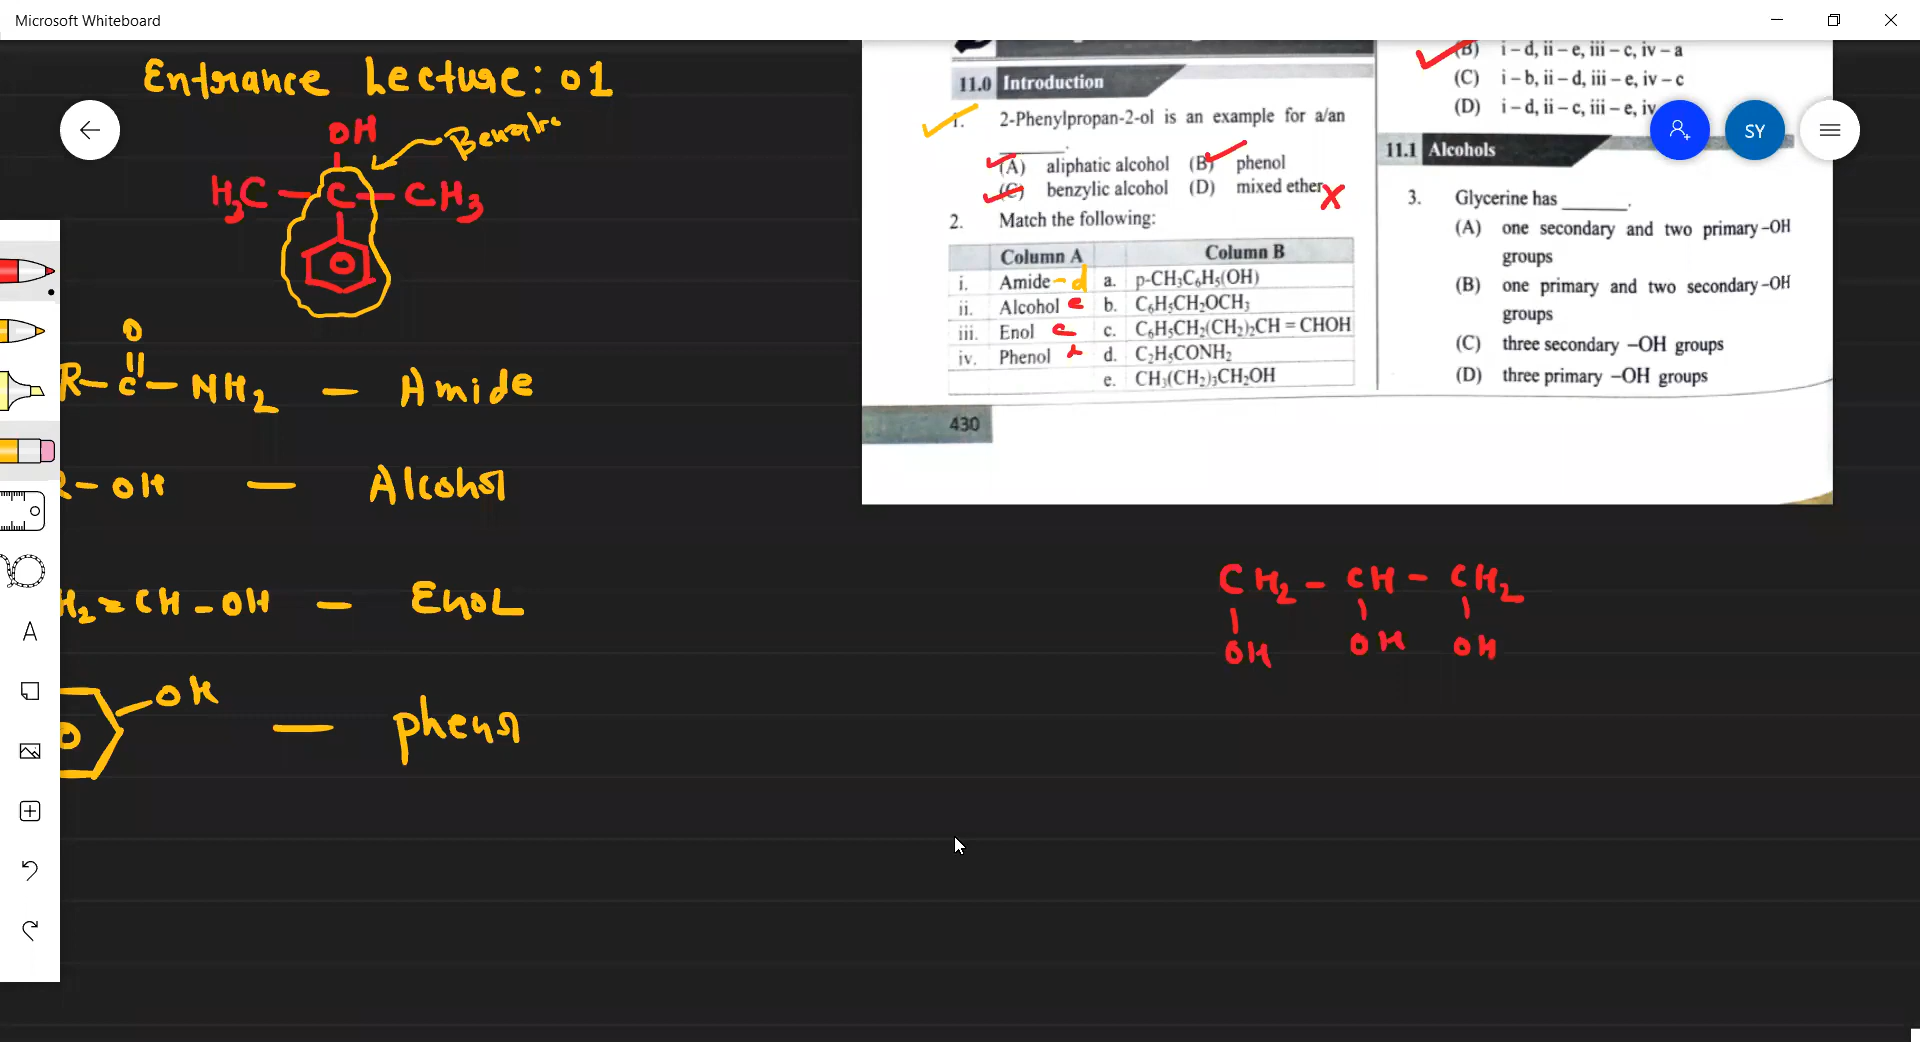 Microsoft Whiteboard
Entrance Lecture: 01
OH
H3C – C – CH3
R – C – NH2 – Amide
O
R – OH – Alcohol
H2 = CH – OH – Enol
OH – phenol
11.0 Introduction
1. 2-Phenylpropan-2-ol is an example for a/an
______.
(A) aliphatic alcohol (B) phenol
(C) benzylic alcohol (D) mixed ether
2. Match the following:
Column A Column B
i. Amide – d a. p-CH₃C₆H₅(OH)
ii. Alcohol e b. C₆H₅CH₂OCH₃
iii. Enol c c. C₆H₅CH₂(CH₂)₂CH = CHOH
iv. Phenol d. C₂H₅CONH₂
e. CH₃(CH₂)₃CH₂OH
430
(B) i – d, ii – e, iii – c, iv – a
(C) i – b, ii – d, iii – e, iv – c
(D) i – d, ii – c, iii – e, iv
SY
11.1 Alcohols
3. Glycerine has ______.
(A) one secondary and two primary –OH
groups
(B) one primary and two secondary –OH
groups
(C) three secondary –OH groups
(D) three primary –OH groups
CH2 – CH – CH2
OH OH OH
A